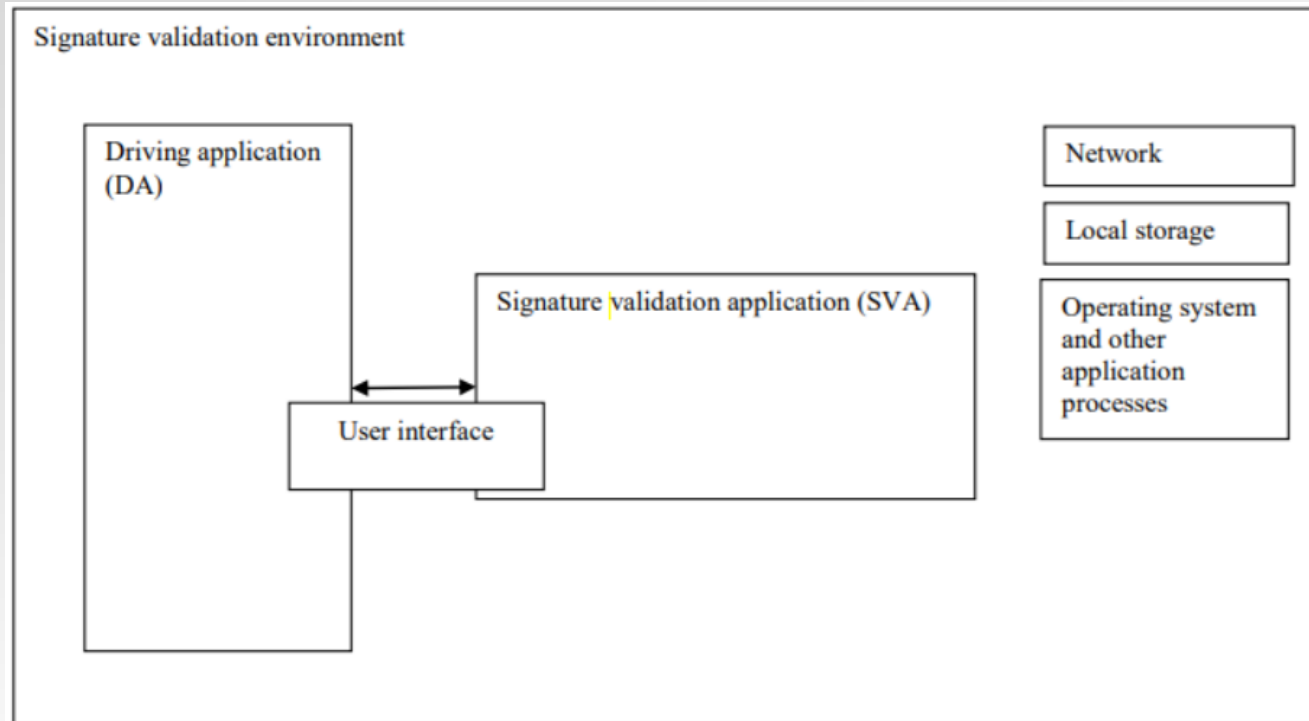 Signature validation environment
Driving application
(DA)
Network
Local storage
Signature validation application (SVA)
Operating system
and other
application
processes
User interface